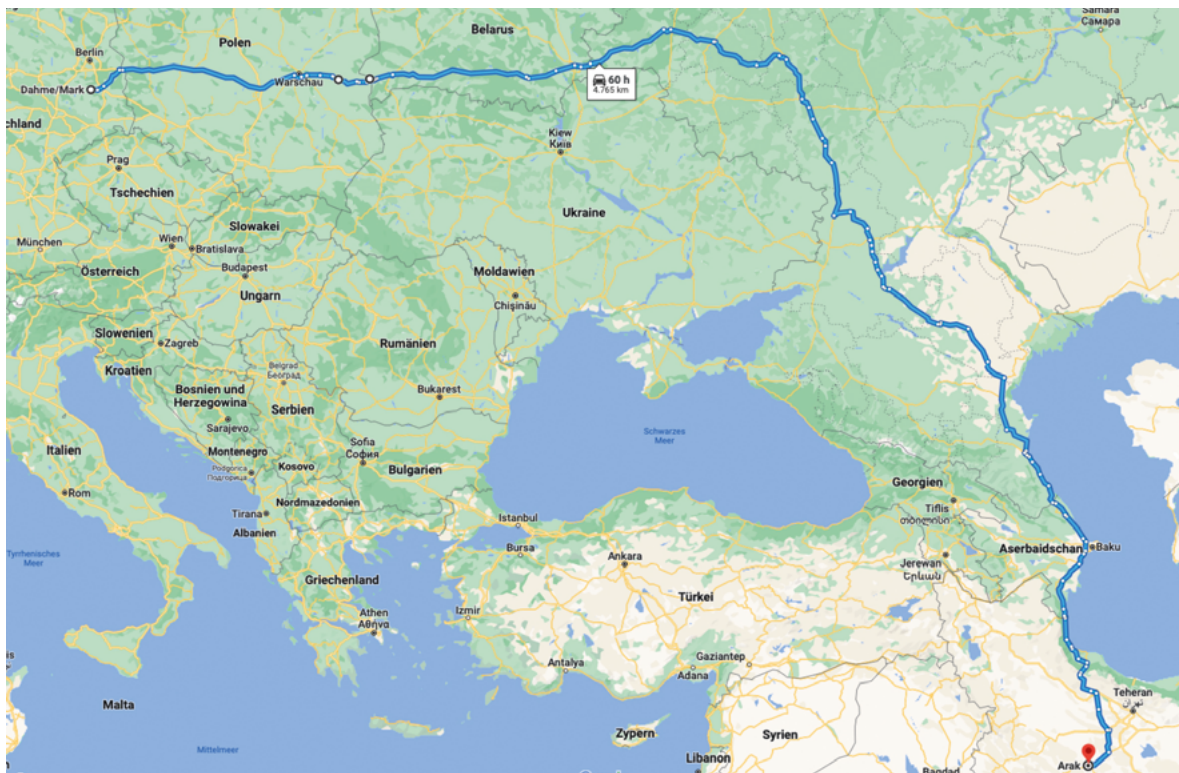 Samara
Самара
Belarus
Polen
Berlin
Warschau
60 h
4.765 km
Dahme/Mark
Kiew
Київ
Prag
Tschechien
Ukraine
Slowakei
München
Wien
Bratislava
Österreich
Budapest
Moldawien
Ungarn
Chișinău
Slowenien
Zagreb
Rumänien
Kroatien
Belgrad
Београд
Bosnien und
Herzegowina
Bukarest
Serbien
Sarajevo
Schwarzes
Meer
Italien
Montenegro
Sofia
София
Kosovo
Bulgarien
Podgorica
Подгорица
Georgien
Rom
Nordmazedonien
Tiflis
თბილისი
Tirana
Istanbul
Albanien
Aserbaidschan
Baku
Bursa
Ankara
Jerewan
Երևան
Tyrrhenisches
Meer
Griechenland
Türkei
Athen
Αθήνα
Izmir
Gaziantep
Antalya
Adana
Teheran
تهران
Malta
Zypern
Syrien
Mittelmeer
Libanon
Arak
Bagdad